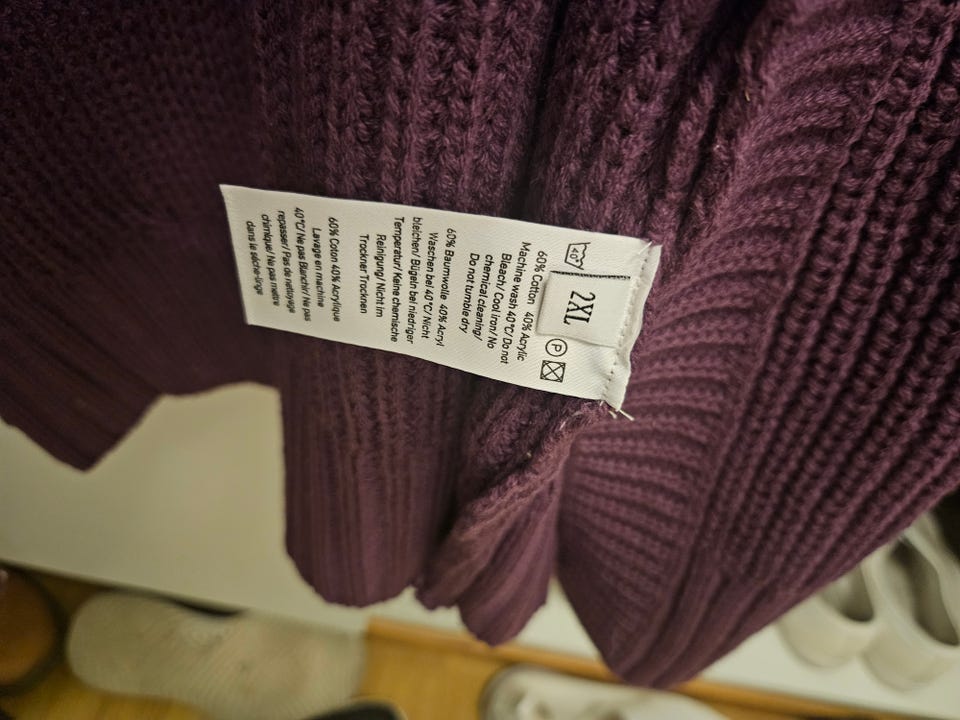 2XL
40°
P
60% Cotton 40% Acrylic
Machine wash 40°C/ Do not
Bleach/ Cool iron/ No
chemical cleaning/
Do not tumble dry
60% Baumwolle 40% Acryl
Waschen bei 40°C/ Nicht
bleichen/ Bügeln bei niedriger
Temperatur/ Keine chemische
Reinigung/ Nicht im
Trockner Trocknen
60% Coton 40% Acrylique
Lavage en machine
40°C/ Ne pas Blanchir/ Ne pas
repasser/ Pas de nettoyage
chimique/ Ne pas mettre
dans le sèche-linge